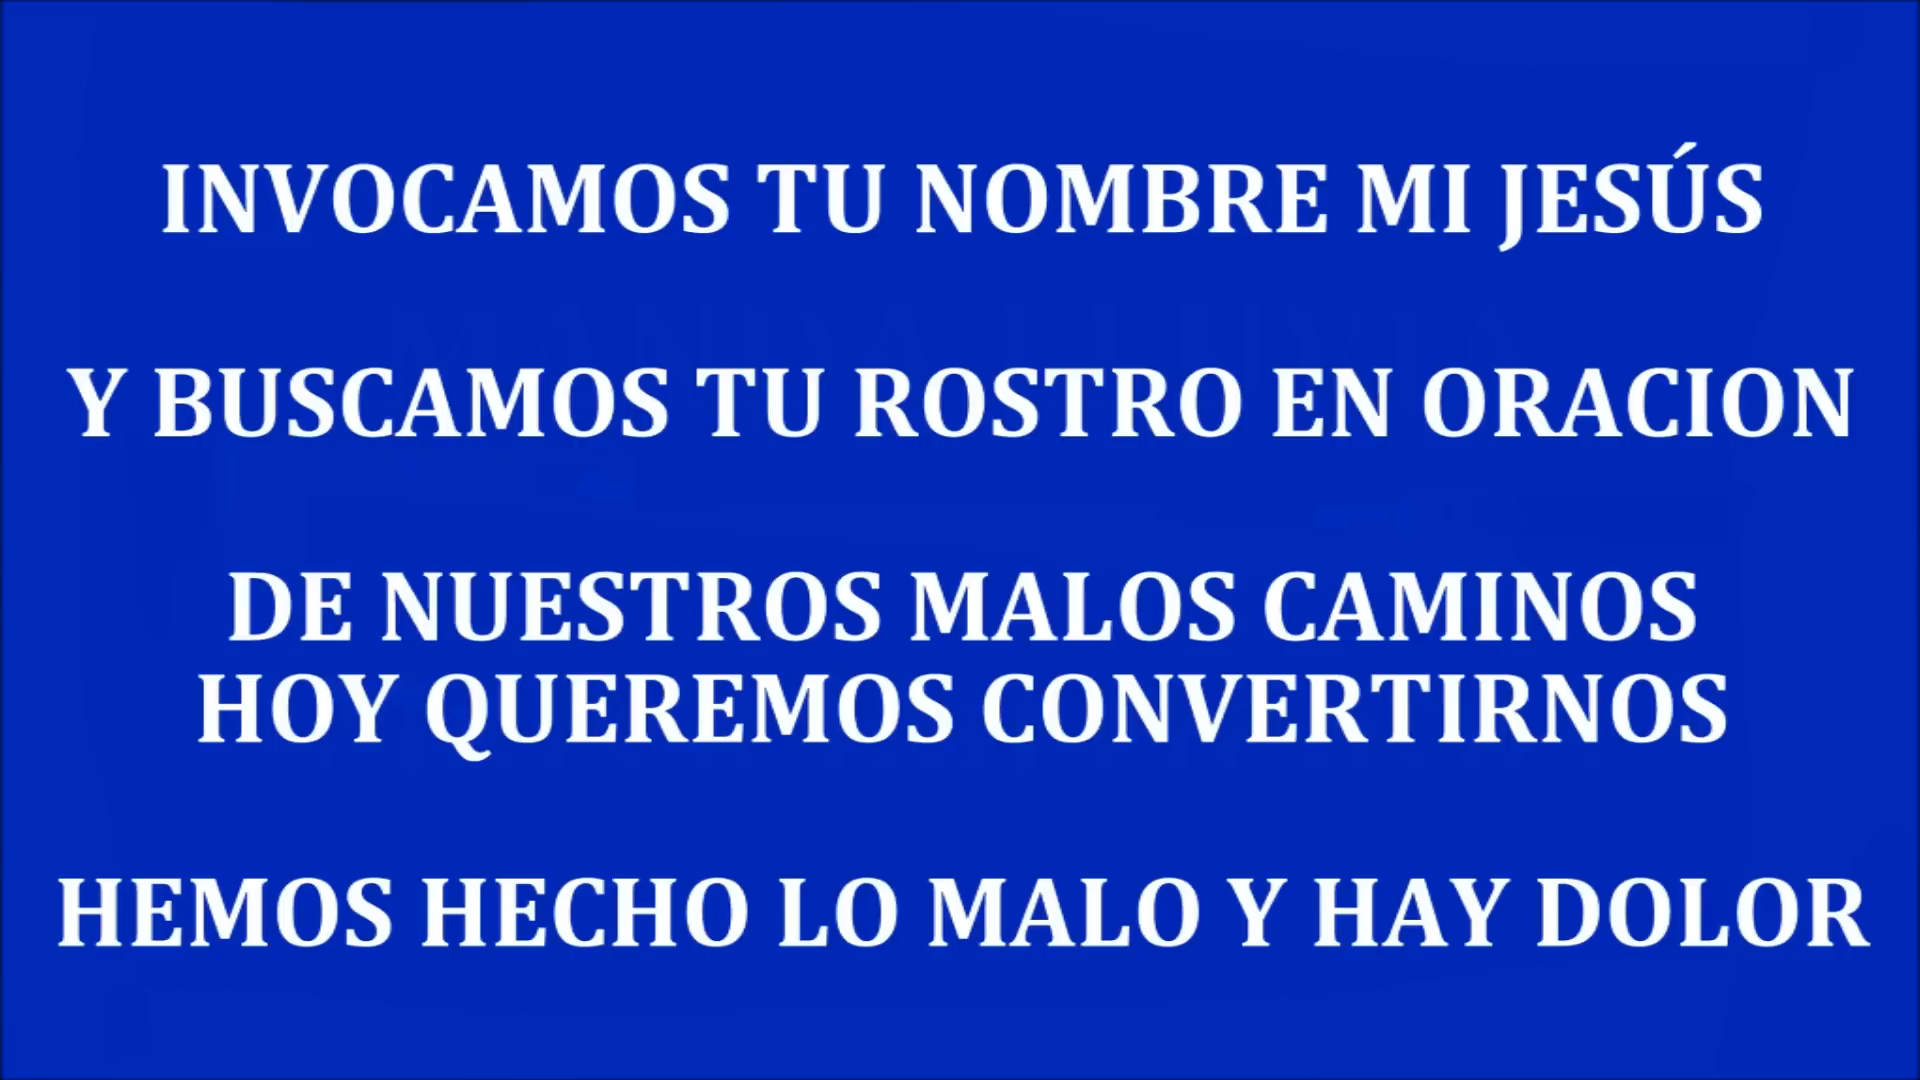 INVOCAMOS TU NOMBRE MI JESÚS
Y BUSCAMOS TU ROSTRO EN ORACION
DE NUESTROS MALOS CAMINOS
HOY QUEREMOS CONVERTIRNOS
HEMOS HECHO LO MALO Y HAY DOLOR